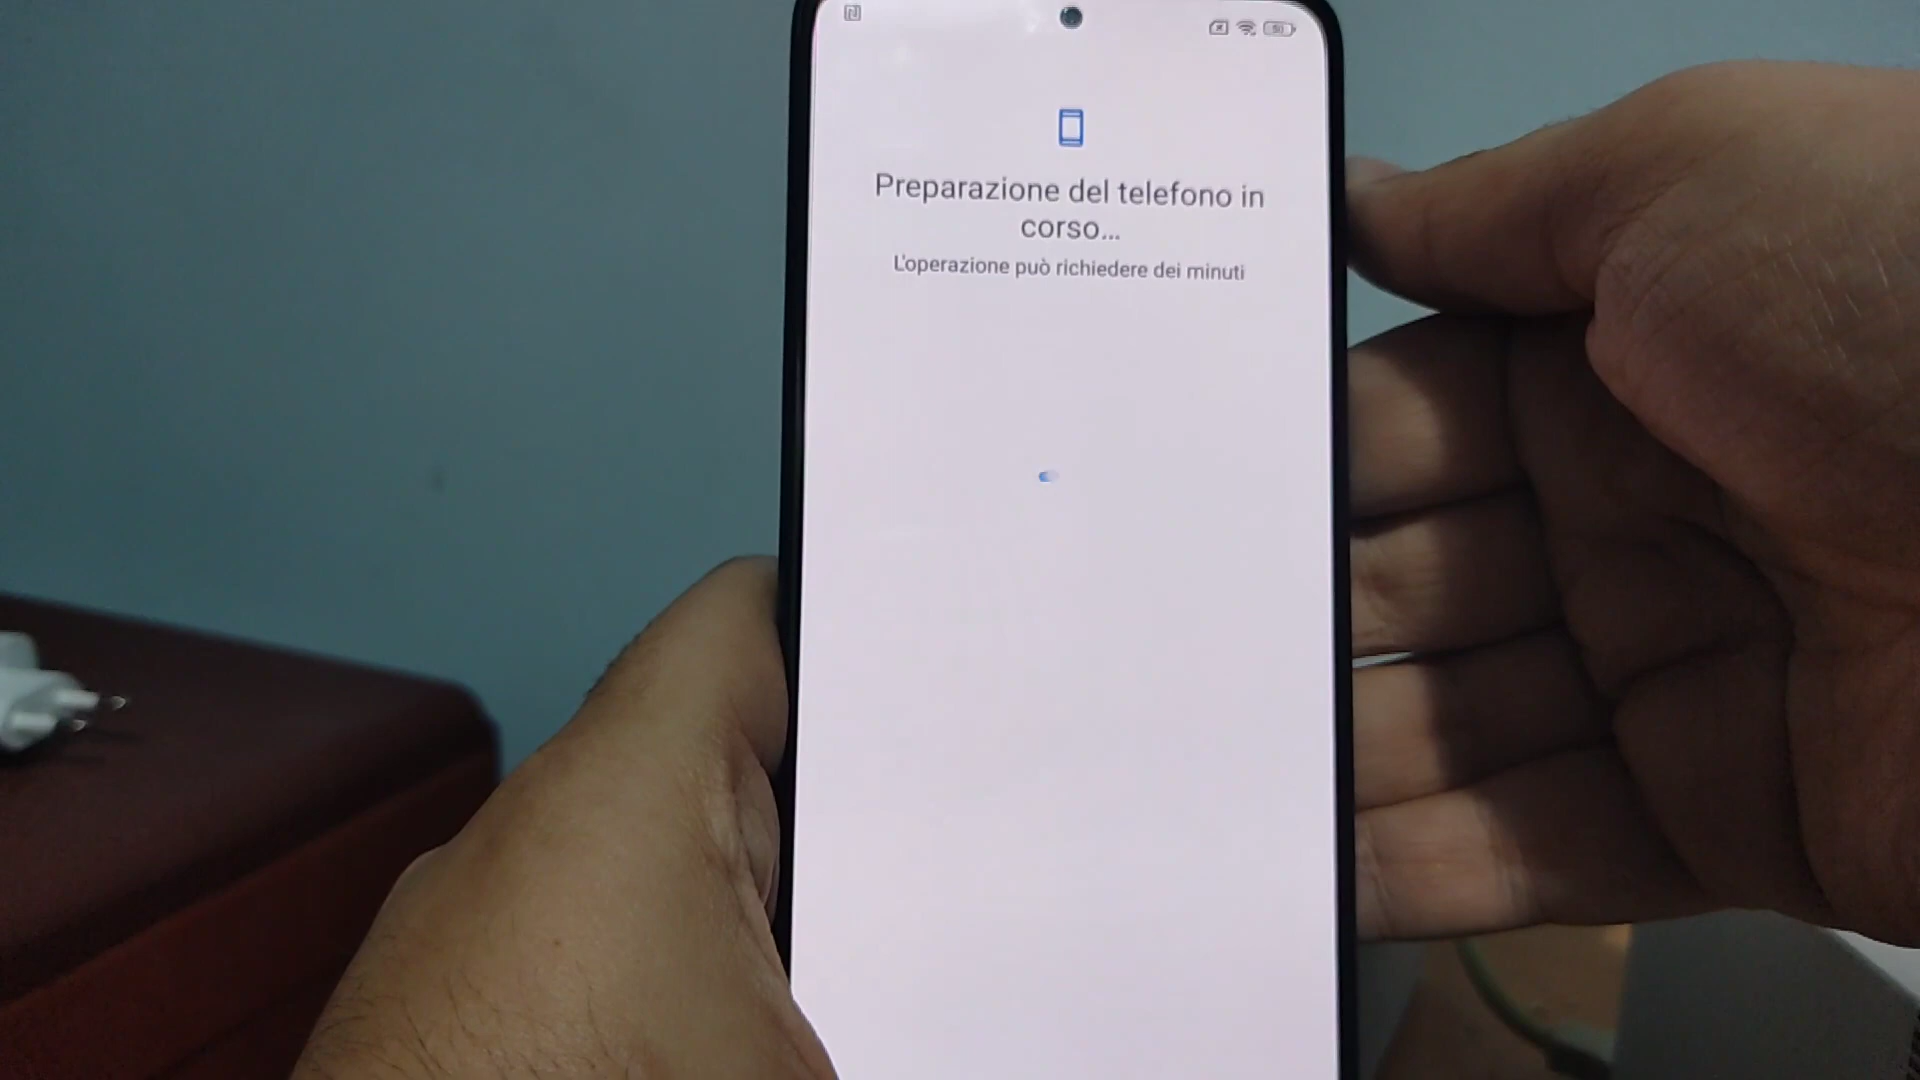 Preparazione del telefono in
corso...
L'operazione può richiedere dei minuti